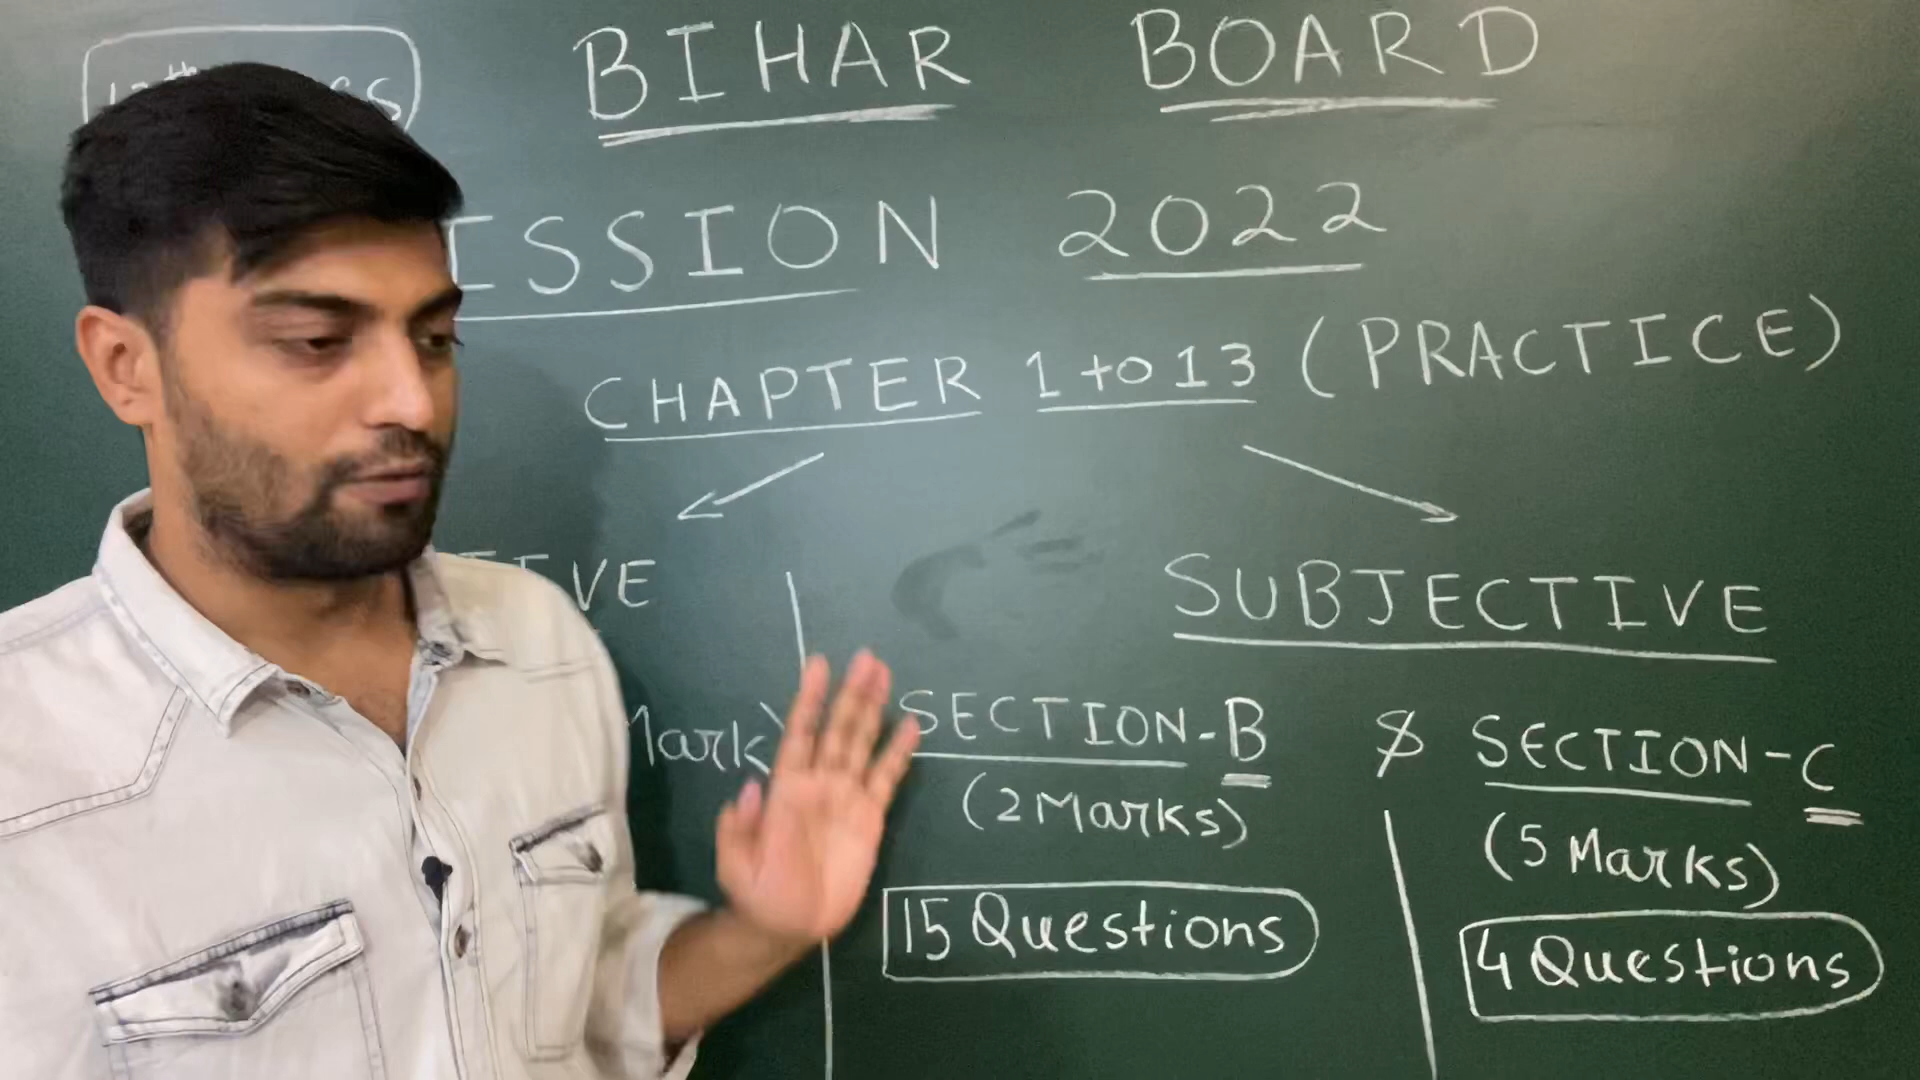 BIHAR BOARD
ISSION 2022
CHAPTER 1 to 13 (PRACTICE)
SUBJECTIVE
SECTION-B & SECTION-C
(2 Marks)
(5 Marks)
15 Questions
4 Questions